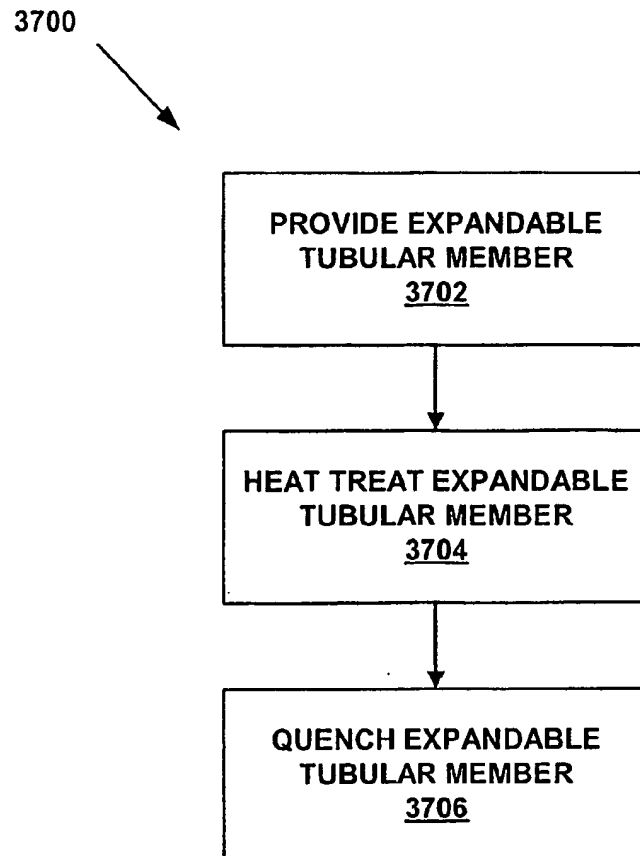 3700
PROVIDE EXPANDABLE
TUBULAR MEMBER
3702
HEAT TREAT EXPANDABLE
TUBULAR MEMBER
3704
QUENCH EXPANDABLE
TUBULAR MEMBER
3706